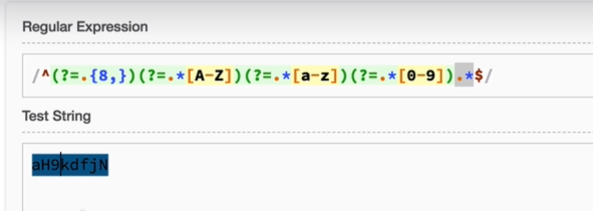 Regular Expression
/^(?=.{8,})(?=.*[A-Z])(?=.*[a-z])(?=.*[0-9]).*$/
Test String
aH9kdfjN